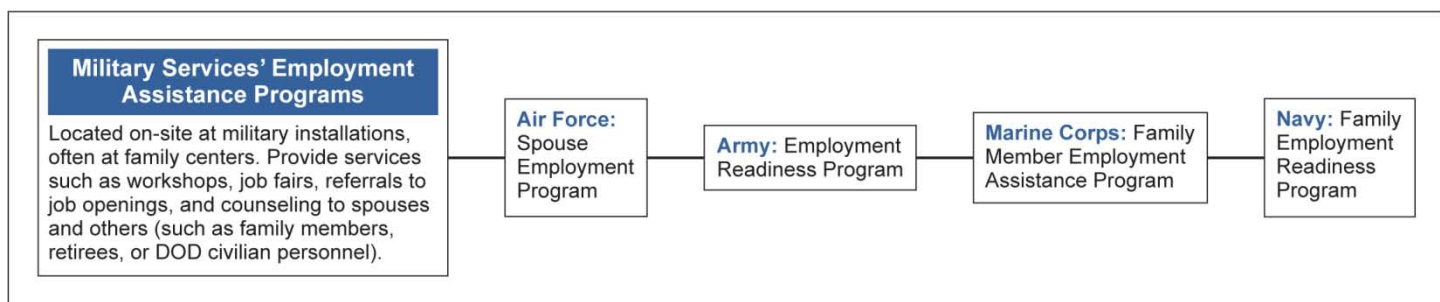 Military Services’ Employment
Assistance Programs
Located on-site at military installations,
often at family centers. Provide services
such as workshops, job fairs, referrals to
job openings, and counseling to spouses
and others (such as family members,
retirees, or DOD civilian personnel).
Air Force:
Spouse
Employment
Program
Army: Employment
Readiness Program
Marine Corps: Family
Member Employment
Assistance Program
Navy: Family
Employment
Readiness
Program